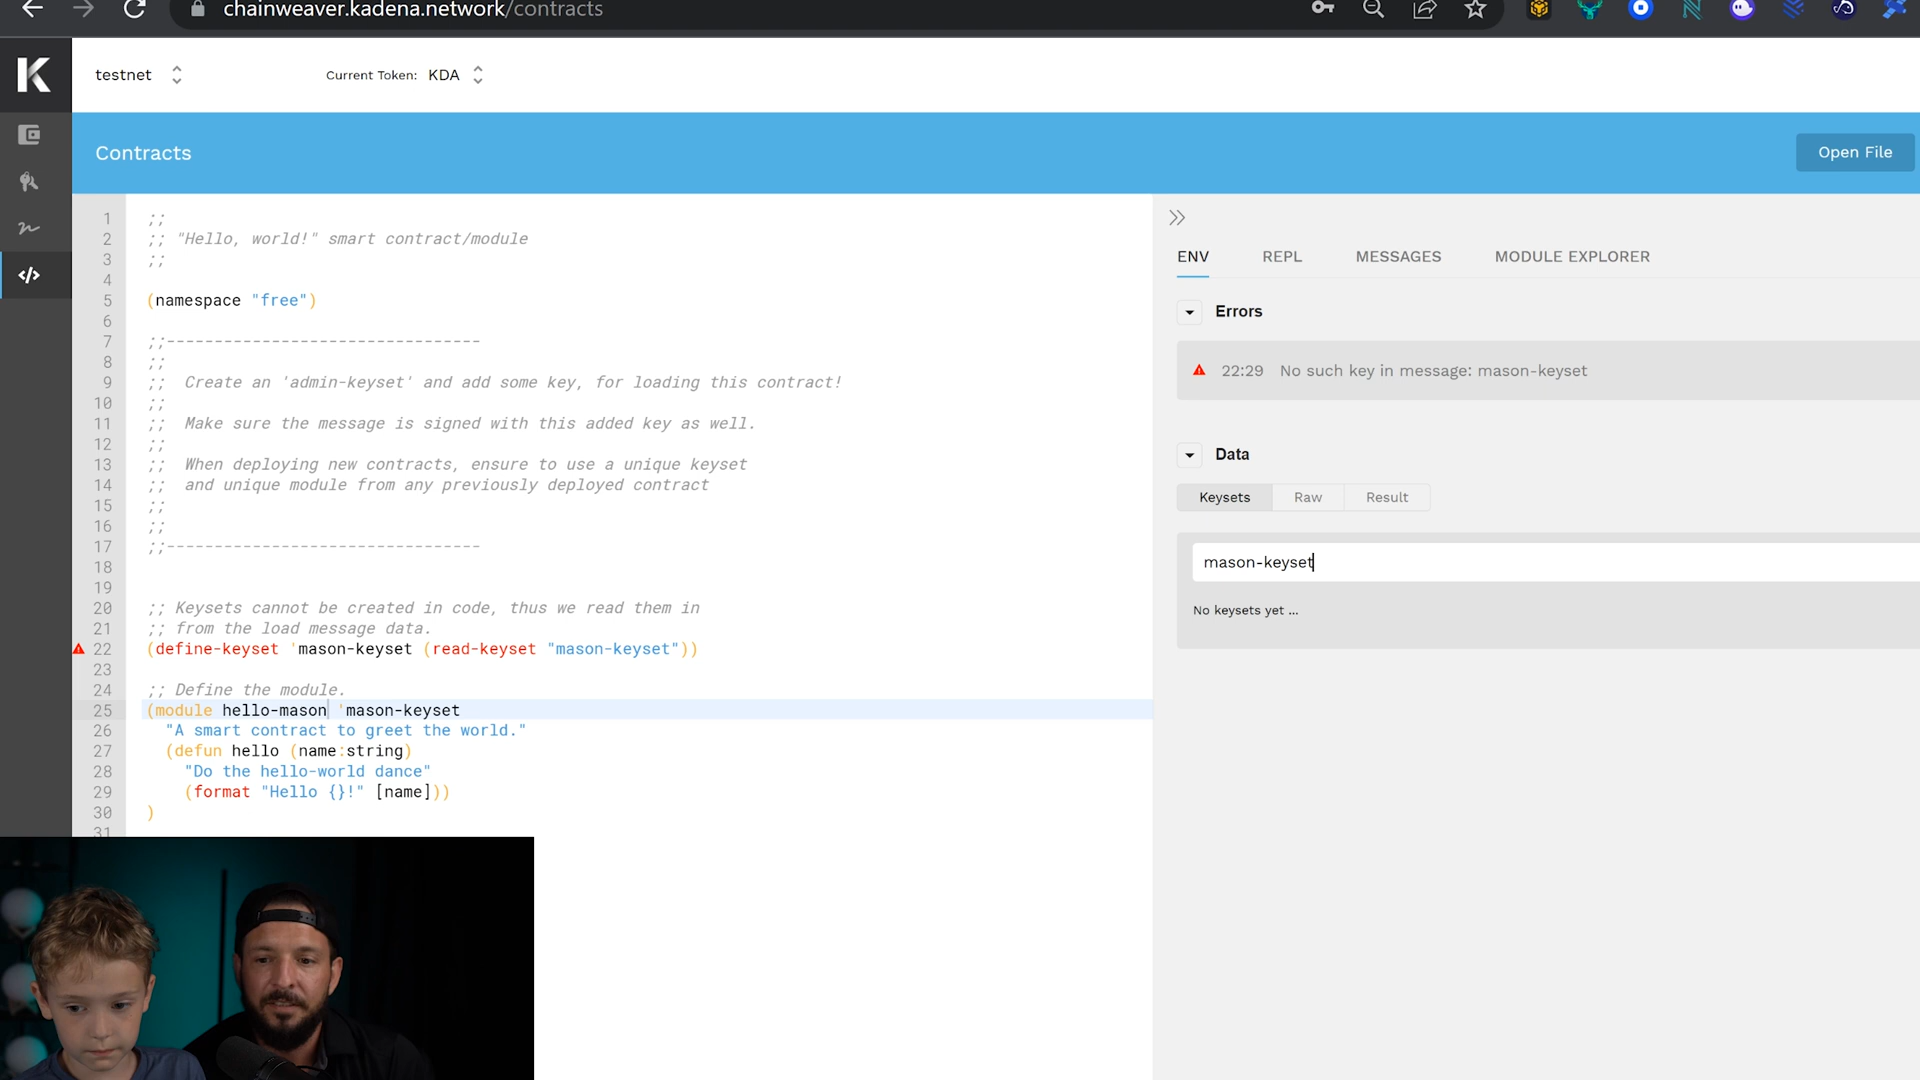 chainweaver.kadena.network/contracts
K
testnet
Current Token: KDA
Contracts
Open File
1 ;;
2 ;; "Hello, world!" smart contract/module
3 ;;
4
5 (namespace "free")
6
7 ;;---------------------------------
8 ;;
9 ;; Create an 'admin-keyset' and add some key, for loading this contract!
10 ;;
11 ;; Make sure the message is signed with this added key as well.
12 ;;
13 ;; When deploying new contracts, ensure to use a unique keyset
14 ;; and unique module from any previously deployed contract
15 ;;
16 ;;
17 ;;---------------------------------
18
19
20 ;; Keysets cannot be created in code, thus we read them in
21 ;; from the load message data.
22 (define-keyset 'mason-keyset (read-keyset "mason-keyset"))
23
24 ;; Define the module.
25 (module hello-mason 'mason-keyset
26 "A smart contract to greet the world."
27 (defun hello (name:string)
28 "Do the hello-world dance"
29 (format "Hello {}!" [name]))
30 )
31
ENV REPL MESSAGES MODULE EXPLORER
Errors
22:29 No such key in message: mason-keyset
Data
Keysets Raw Result
mason-keyset
No keysets yet ...